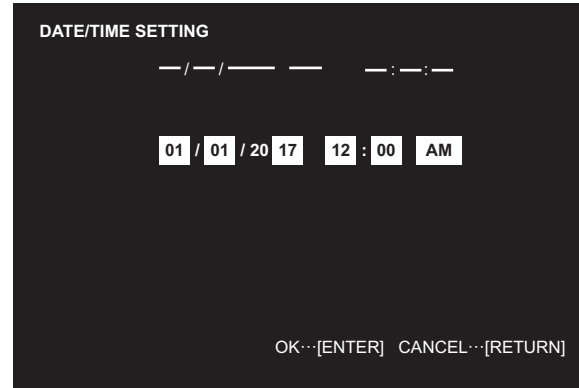 DATE/TIME SETTING
—/—/—— — —:—:—
01 / 01 / 20 17 12 : 00 AM
OK···[ENTER] CANCEL···[RETURN]